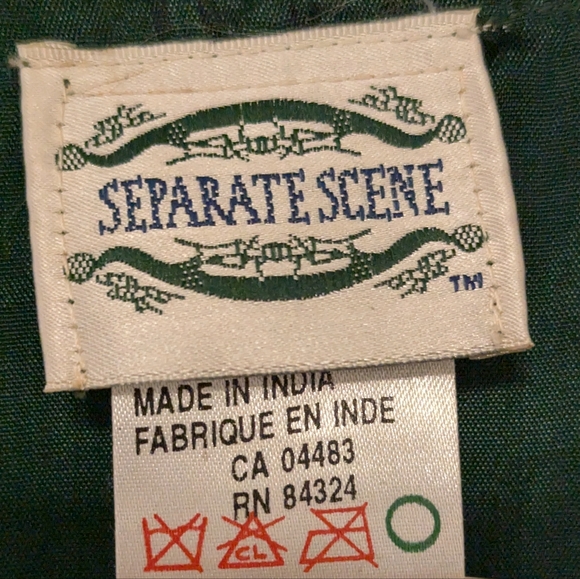 SEPARATE SCENE
TM
MADE IN INDIA
FABRIQUE EN INDE
CA 04483
RN 84324
CL